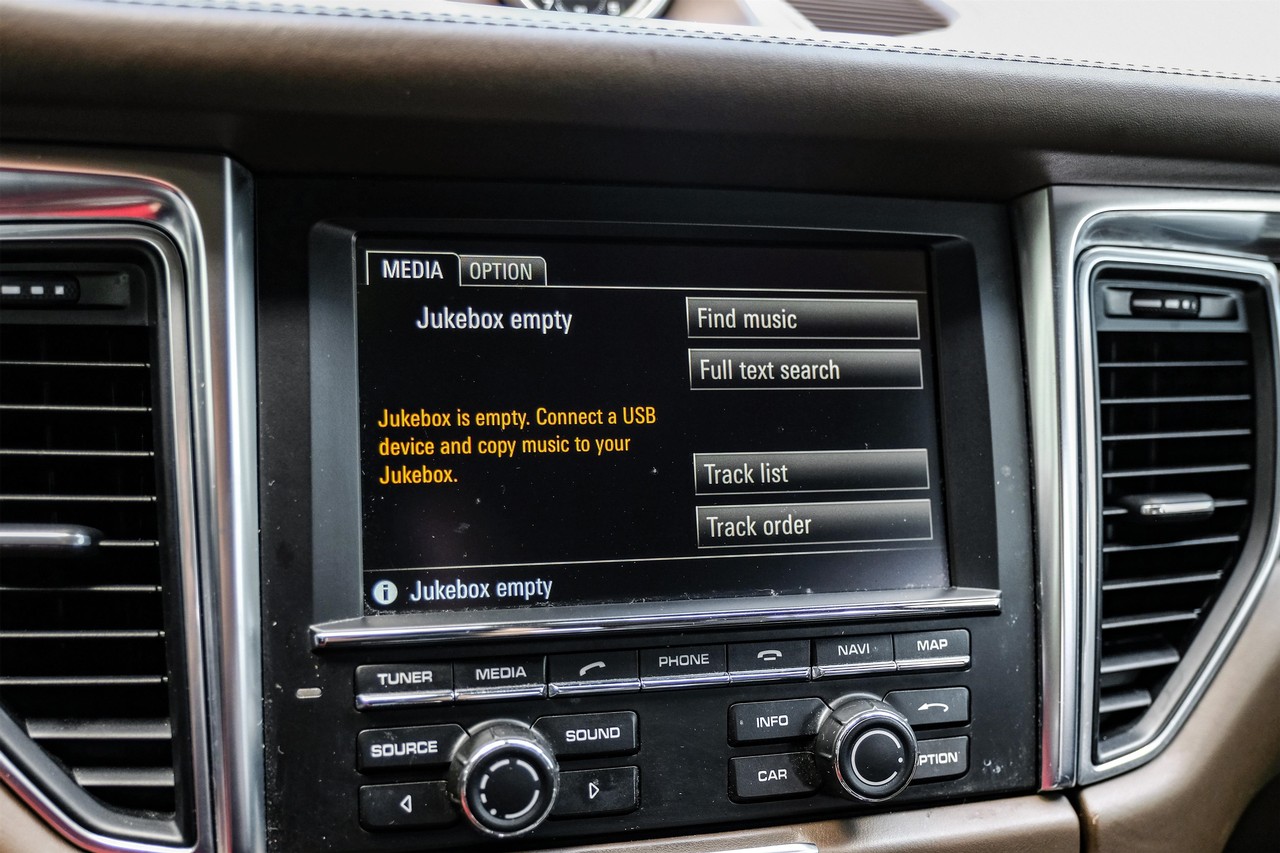 MEDIA OPTION
Jukebox empty
Find music
Full text search
Jukebox is empty. Connect a USB
device and copy music to your
Jukebox.
Track list
Track order
Jukebox empty
TUNER MEDIA PHONE NAVI MAP
SOURCE SOUND INFO
CAR PTION